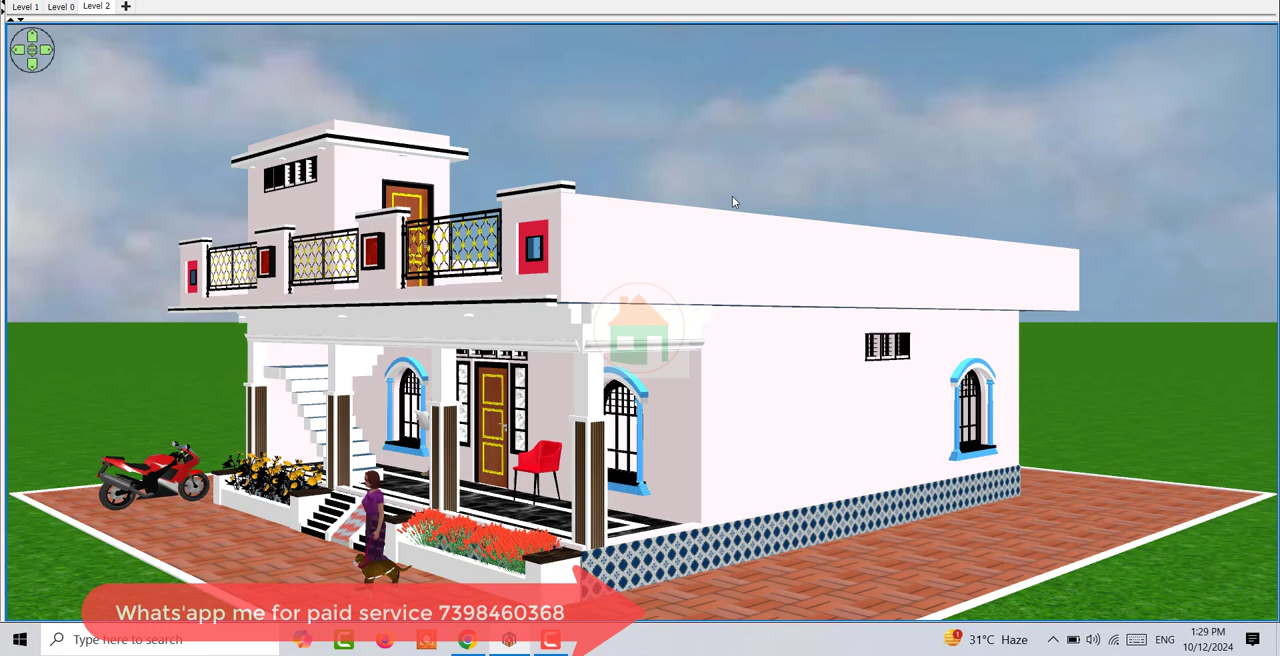 Level 1 Level 0 Level 2
Whats'app me for paid service 7398460368
Type here to search
1
31°C Haze
ENG
1:29 PM
10/12/2024